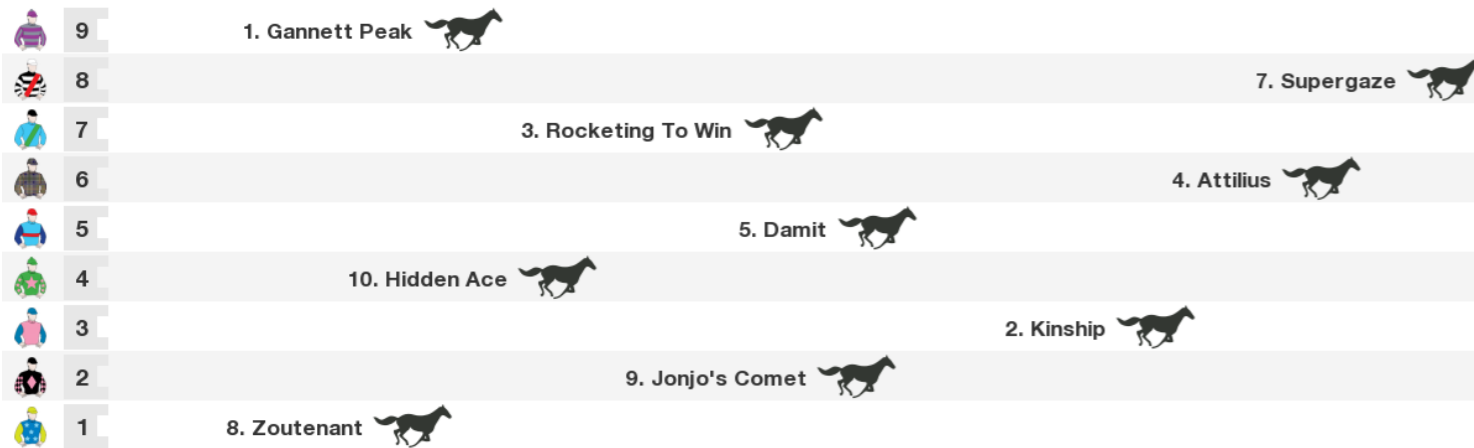 9 1. Gannett Peak
8 7. Supergaze
7 3. Rocketing To Win
6 4. Attilius
5 5. Damit
4 10. Hidden Ace
3 2. Kinship
2 9. Jonjo's Comet
1 8. Zoutenant